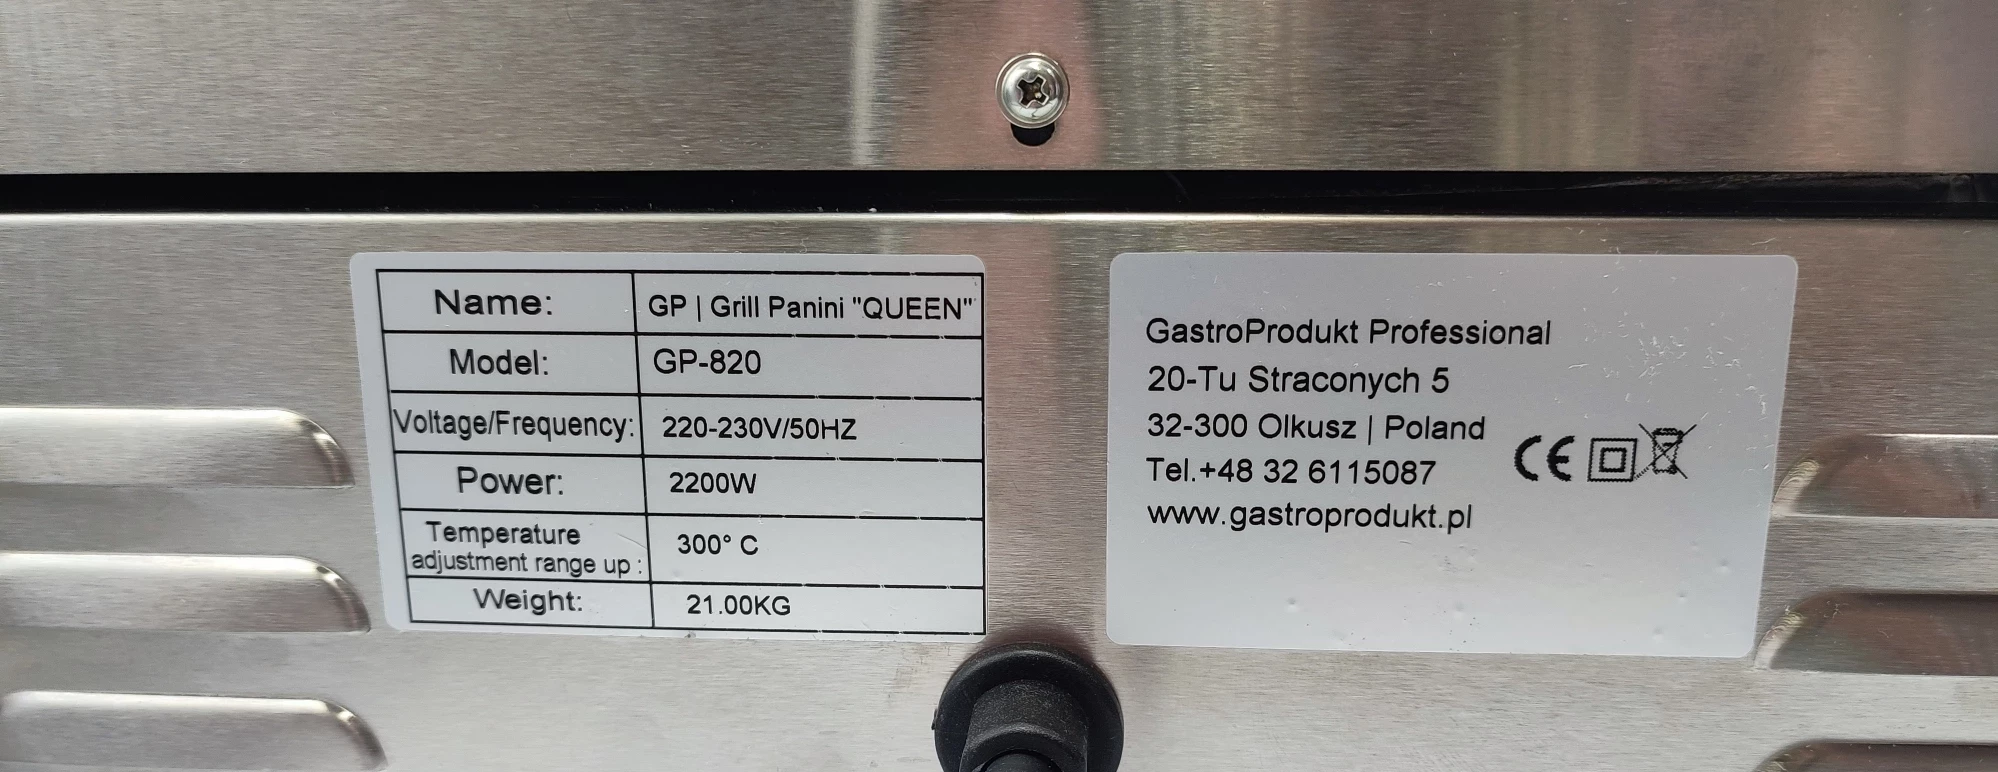 Name: GP | Grill Panini "QUEEN"
Model: GP-820
Voltage/Frequency: 220-230V/50HZ
Power: 2200W
Temperature
adjustment range up : 300° C
Weight: 21.00KG
GastroProdukt Professional
20-Tu Straconych 5
32-300 Olkusz | Poland
Tel.+48 32 6115087
www.gastroprodukt.pl
CE